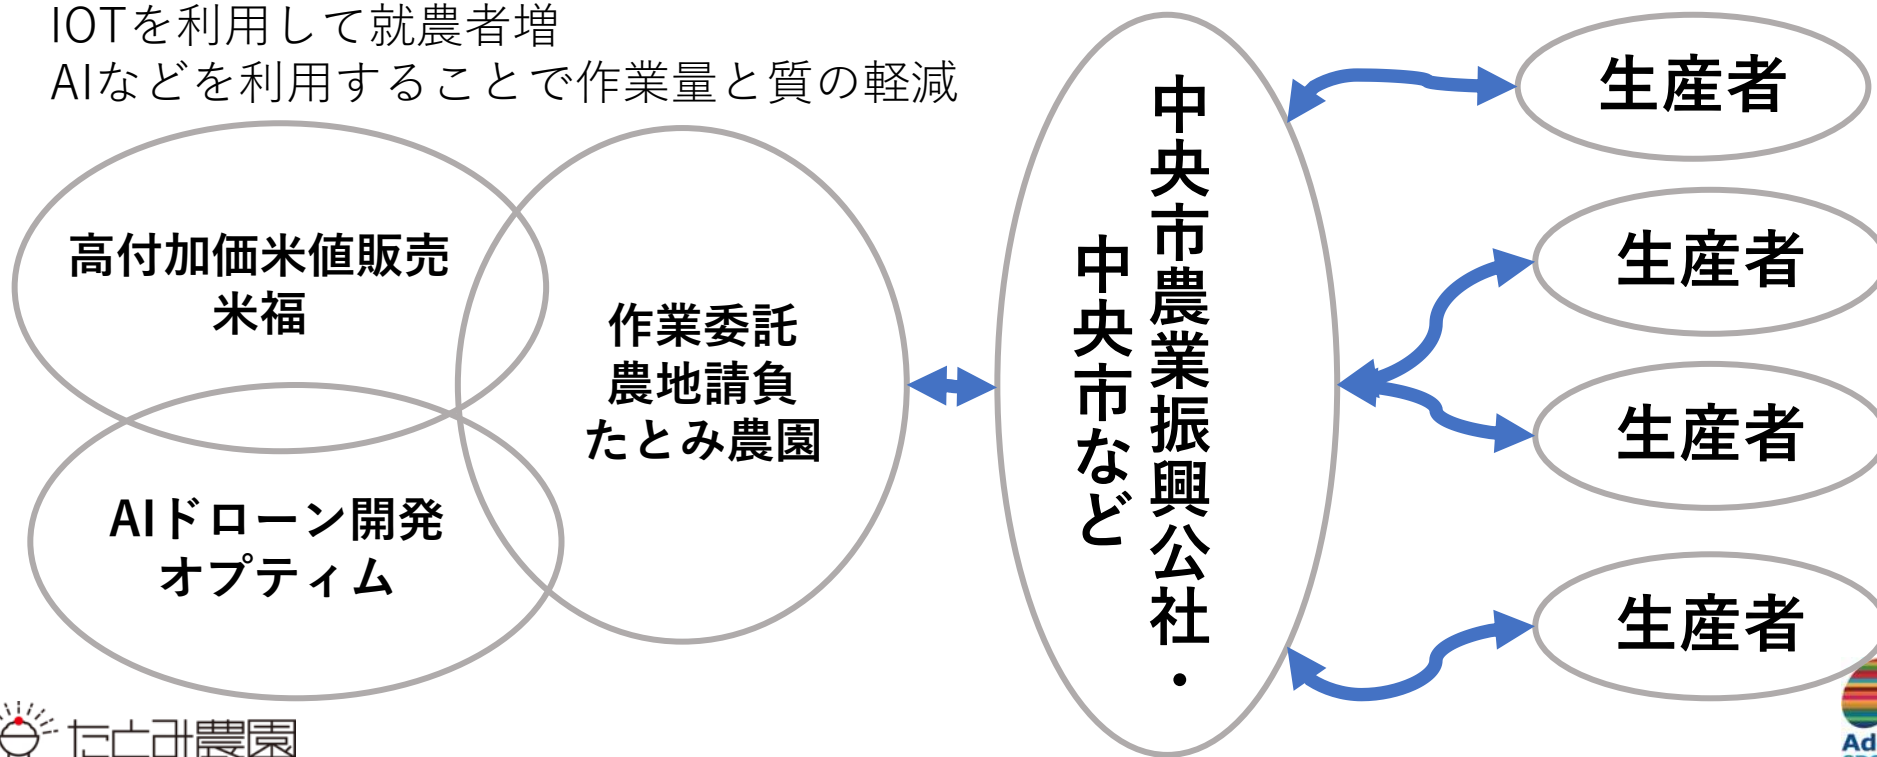 IOTを利用して就農者増
AIなどを利用することで作業量と質の軽減
高付加価米値販売
米福
作業委託
農地請負
たとみ農園
AIドローン開発
オプティム
中央市農業振興公社・
中央市など
生産者
生産者
生産者
生産者
たとみ農園
Ad